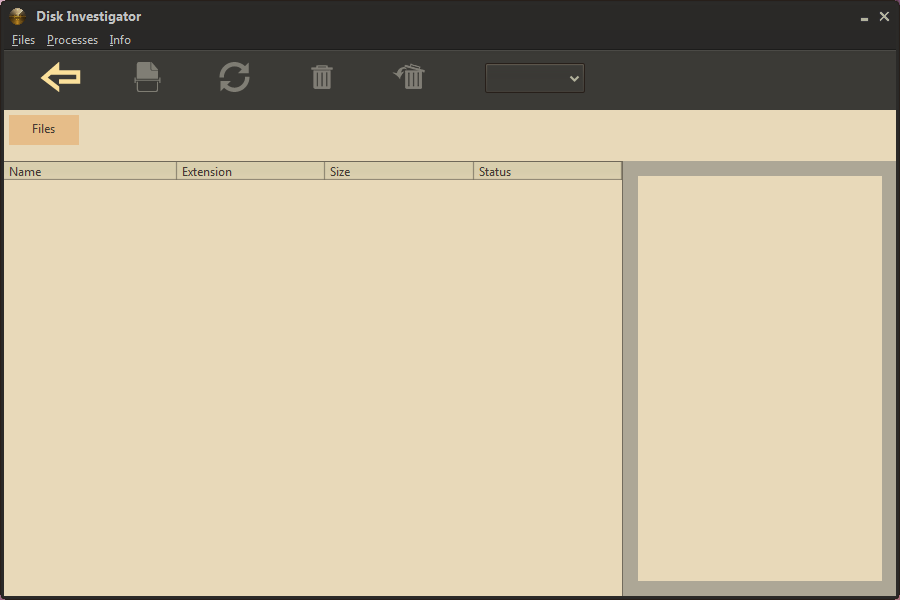 Disk Investigator
Files Processes Info
Files
Name Extension Size Status